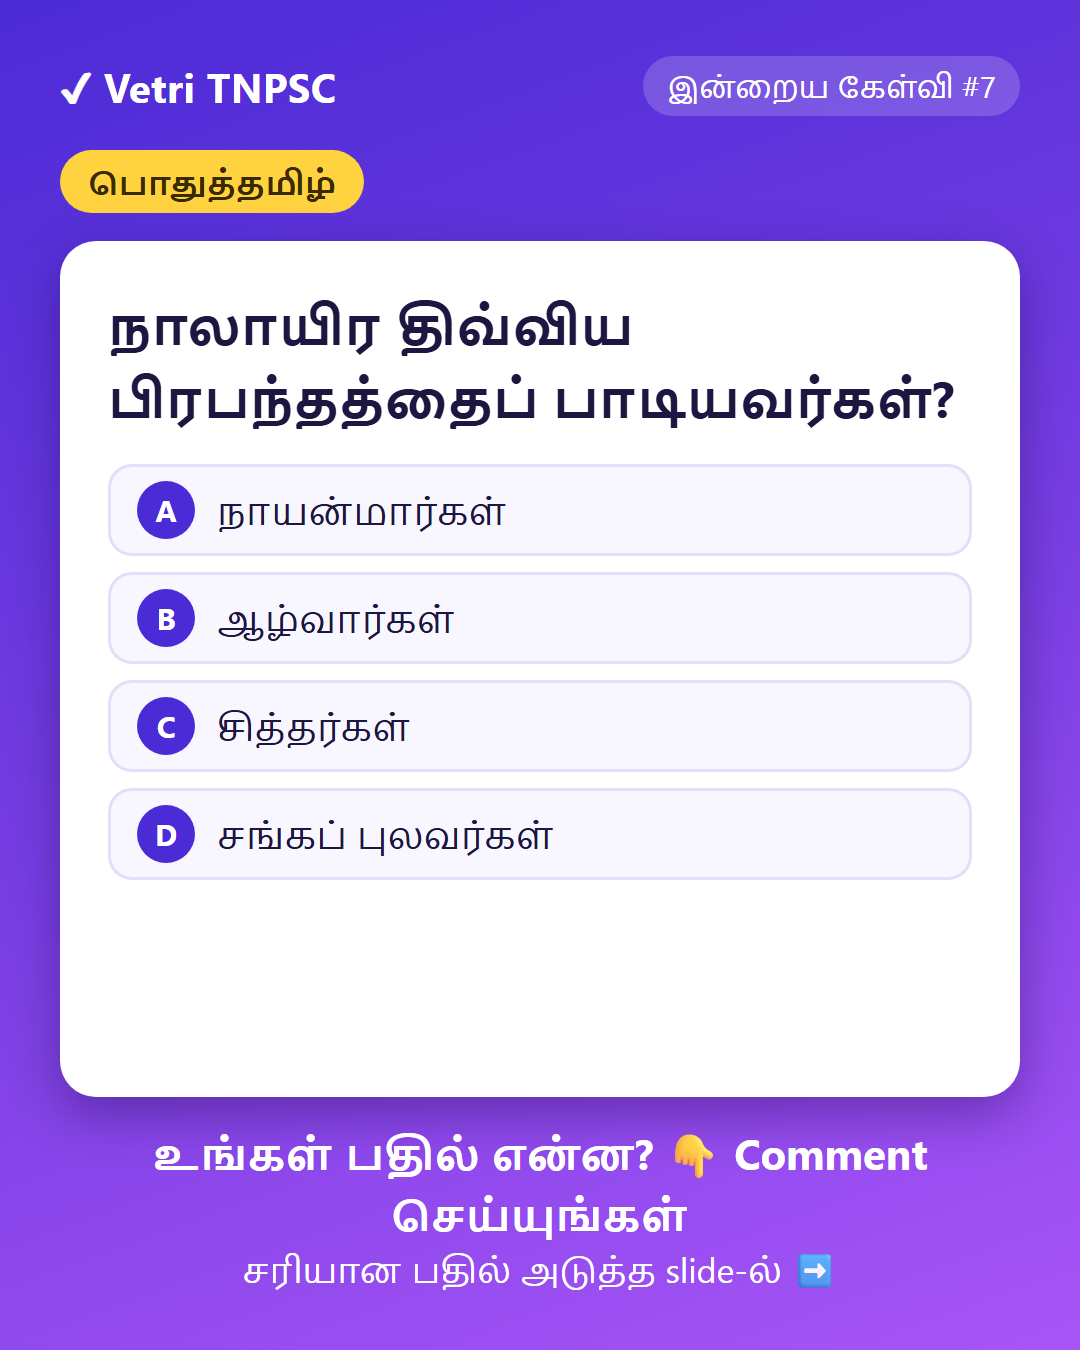 Vetri TNPSC
இன்றைய கேள்வி #7
பொதுத்தமிழ்
நாலாயிர திவ்விய
பிரபந்தத்தைப் பாடியவர்கள்?
A நாயன்மார்கள்
B ஆழ்வார்கள்
C சித்தர்கள்
D சங்கப் புலவர்கள்
உங்கள் பதில் என்ன? 👇 Comment
செய்யுங்கள்
சரியான பதில் அடுத்த slide-ல் ➡️